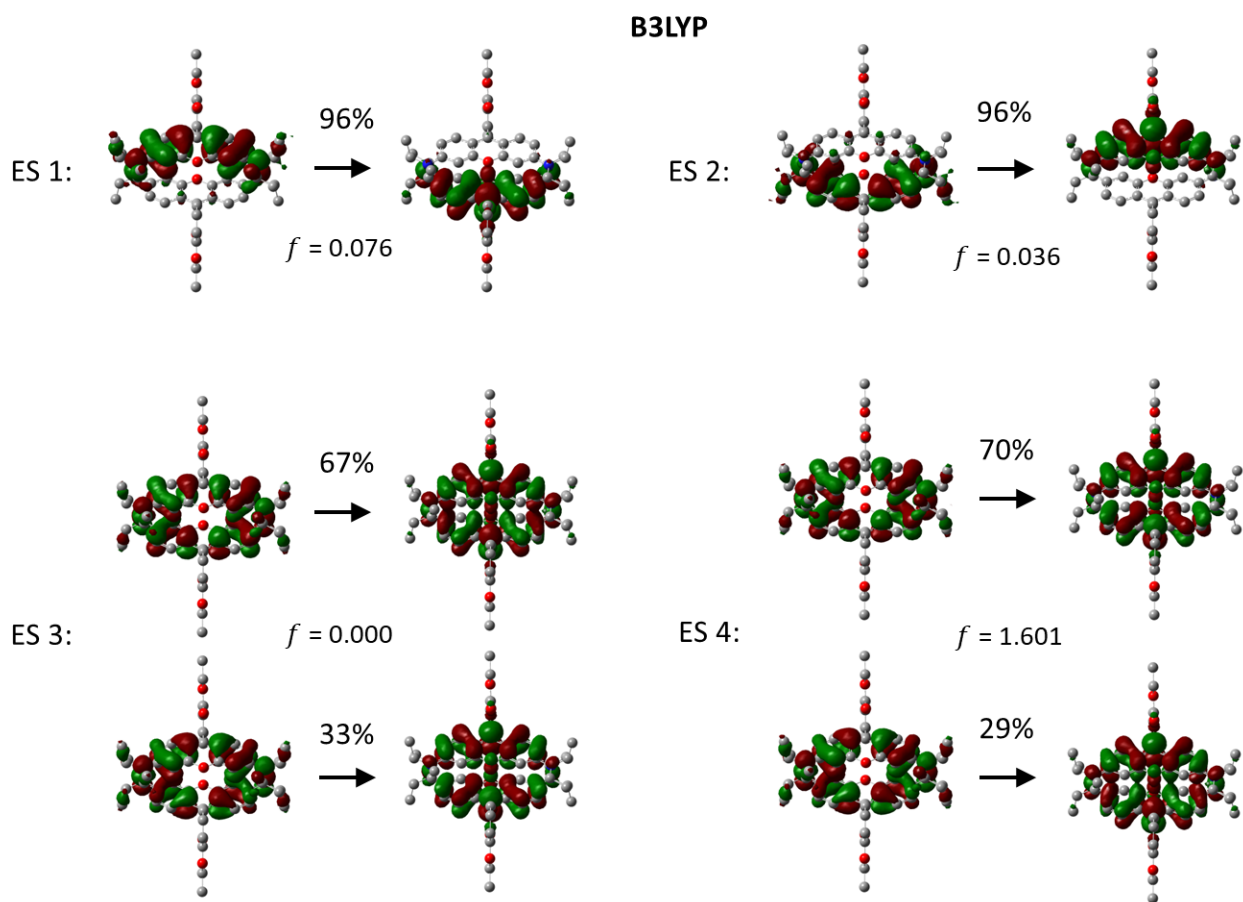 B3LYP
ES 1:
96%
f = 0.076
ES 2:
96%
f = 0.036
ES 3:
67%
f = 0.000
33%
ES 4:
70%
f = 1.601
29%